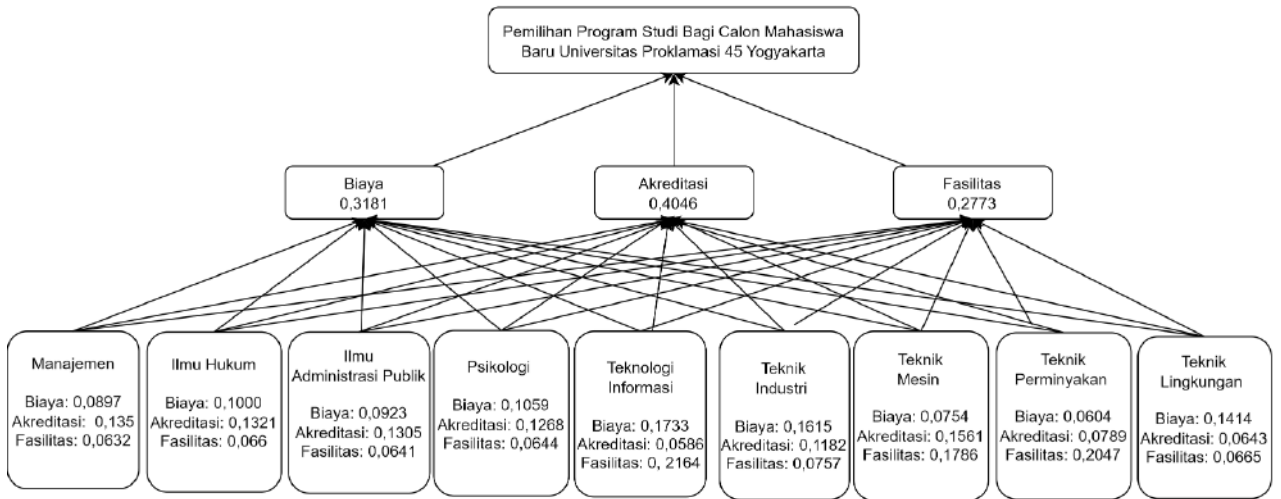 Pemilihan Program Studi Bagi Calon Mahasiswa
Baru Universitas Proklamasi 45 Yogyakarta
Biaya
0,3181
Akreditasi
0,4046
Fasilitas
0,2773
Manajemen
Biaya: 0,0897
Akreditasi: 0,135
Fasilitas: 0,0632
Ilmu Hukum
Biaya: 0,1000
Akreditasi: 0,1321
Fasilitas: 0,066
Ilmu
Administrasi Publik
Biaya: 0,0923
Akreditasi: 0,1305
Fasilitas: 0,0641
Psikologi
Biaya: 0,1059
Akreditasi: 0,1268
Fasilitas: 0,0644
Teknologi
Informasi
Biaya: 0,1733
Akreditasi: 0,0586
Fasilitas: 0, 2164
Teknik
Industri
Biaya: 0,1615
Akreditasi: 0,1182
Fasilitas: 0,0757
Teknik
Mesin
Biaya: 0,0754
Akreditasi: 0,1561
Fasilitas: 0,1786
Teknik
Perminyakan
Biaya: 0,0604
Akreditasi: 0,0789
Fasilitas: 0,2047
Teknik
Lingkungan
Biaya: 0,1414
Akreditasi: 0,0643
Fasilitas: 0,0665